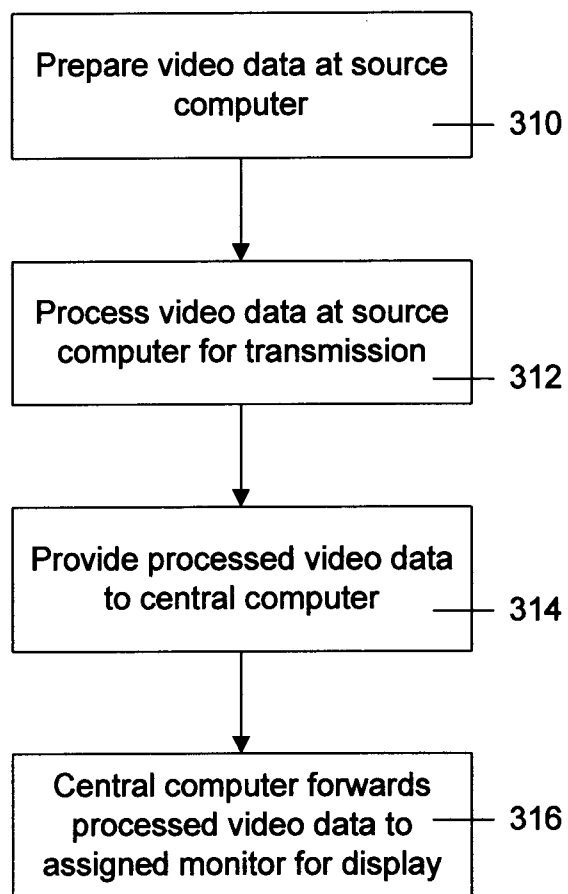 Prepare video data at source
computer
310
Process video data at source
computer for transmission
312
Provide processed video data
to central computer
314
Central computer forwards
processed video data to
assigned monitor for display
316